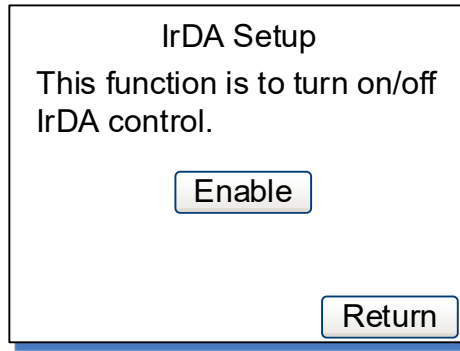 IrDA Setup
This function is to turn on/off
IrDA control.
Enable
Return